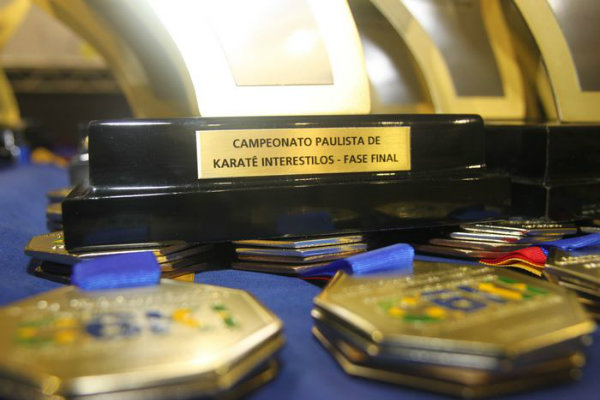 CAMPEONATO PAULISTA DE
KARATÊ INTERESTILOS - FASE FINAL